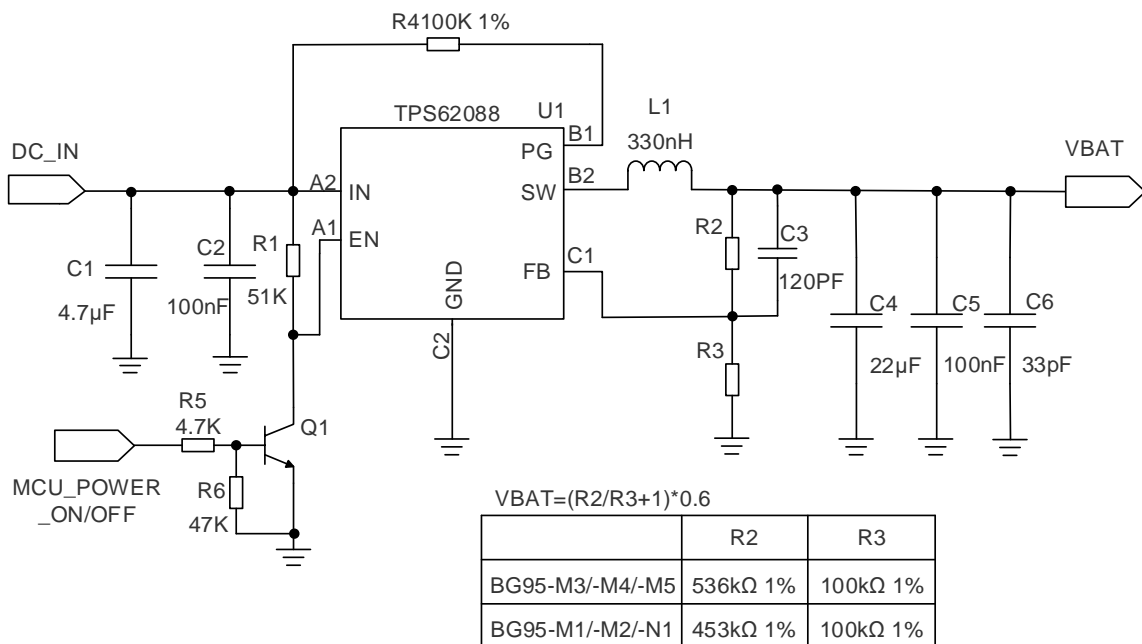 R4100K 1%
TPS62088
U1
L1
330nH
B1
PG
DC_IN
VBAT
A2
IN
SW
B2
A1
EN
R1
51K
C2
100nF
C1
4.7µF
GND
C2
FB
C1
R2
C3
120PF
R3
C4
22µF
C5
100nF
C6
33pF
R5
4.7K
Q1
MCU_POWER
_ON/OFF
R6
47K
VBAT=(R2/R3+1)*0.6
R2 R3
BG95-M3/-M4/-M5 536kΩ 1% 100kΩ 1%
BG95-M1/-M2/-N1 453kΩ 1% 100kΩ 1%